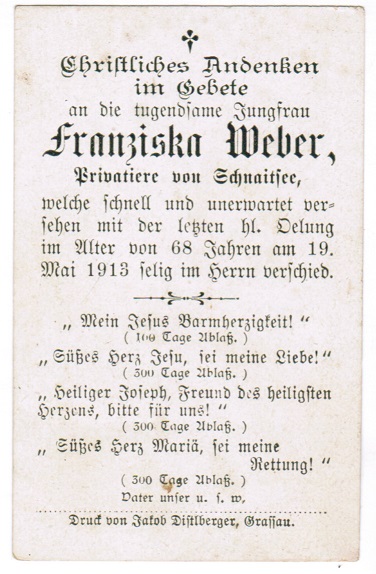 Christliches Andenken
im Gebete
an die tugendsame Jungfrau
Franziska Weber,
Privatiere von Schnaitsee,
welche schnell und unerwartet ver-
sehen mit der letzten hl. Oelung
im Alter von 68 Jahren am 19.
Mai 1913 selig im Herrn verschied.
„ Mein Jesus Barmherzigkeit! “
( 100 Tage Ablaß. )
„ Süßes Herz Jesu, sei meine Liebe!“
( 300 Tage Ablaß. )
„ Heiliger Joseph, Freund des heiligsten
Herzens, bitte für uns! “
( 300 Tage Ablaß. )
„ Süßes Herz Mariä, sei meine
Rettung! “
( 300 Tage Ablaß. )
Vater unser u. s. w.
Druck von Jakob Distlberger, Grassau.